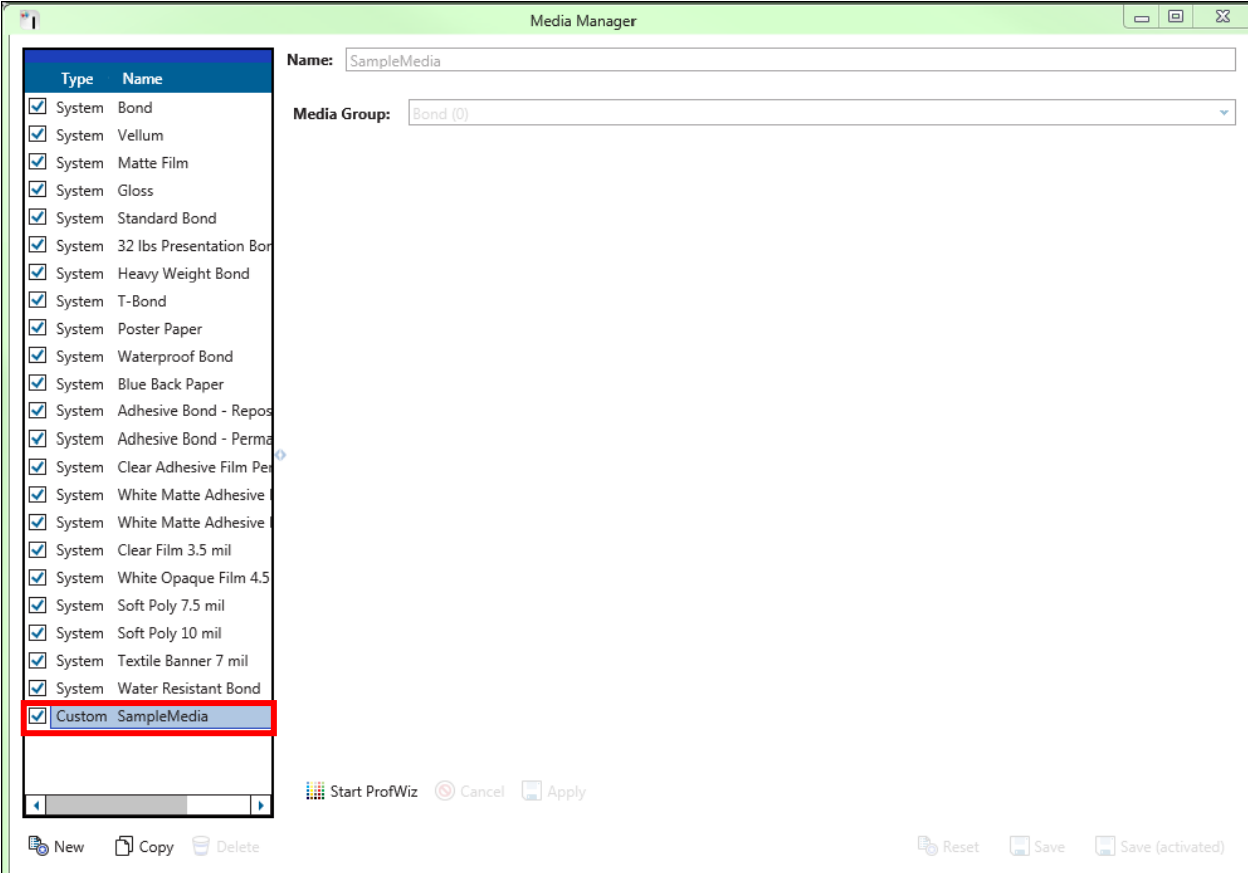 Media Manager
Type Name
System Bond
System Vellum
System Matte Film
System Gloss
System Standard Bond
System 32 lbs Presentation Bon
System Heavy Weight Bond
System T-Bond
System Poster Paper
System Waterproof Bond
System Blue Back Paper
System Adhesive Bond - Repos
System Adhesive Bond - Perma
System Clear Adhesive Film Per
System White Matte Adhesive
System White Matte Adhesive
System Clear Film 3.5 mil
System White Opaque Film 4.5
System Soft Poly 7.5 mil
System Soft Poly 10 mil
System Textile Banner 7 mil
System Water Resistant Bond
Custom SampleMedia
Name: SampleMedia
Media Group: Bond (0)
Start ProfWiz Cancel Apply
New Copy Delete Reset Save Save (activated)